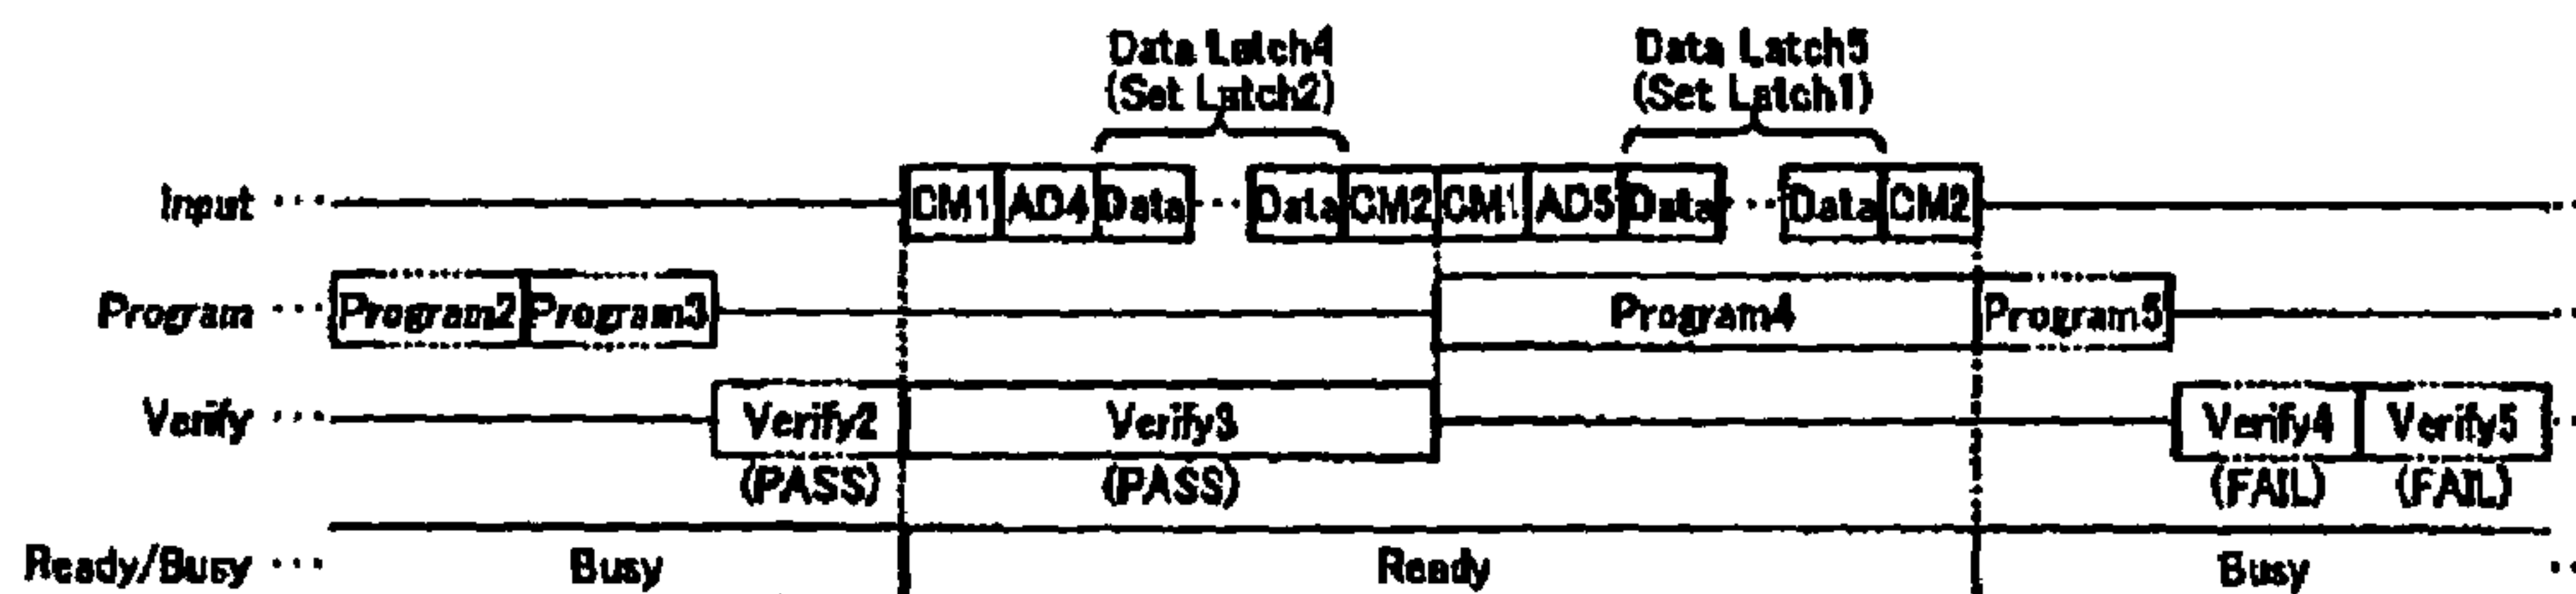 Data Latch4 Data Latch5
(Set Latch2) (Set Latch1)
Input ··· CM1 AD4 Data ··· Data CM2 CM1 AD5 Data ··· Data CM2
Program ··· Program2 Program3 Program4 Program5
Verify ··· Verify2 Verify3 Verify4 Verify5
(PASS) (PASS) (FAIL) (FAIL)
Ready/Busy ··· Busy Ready Busy